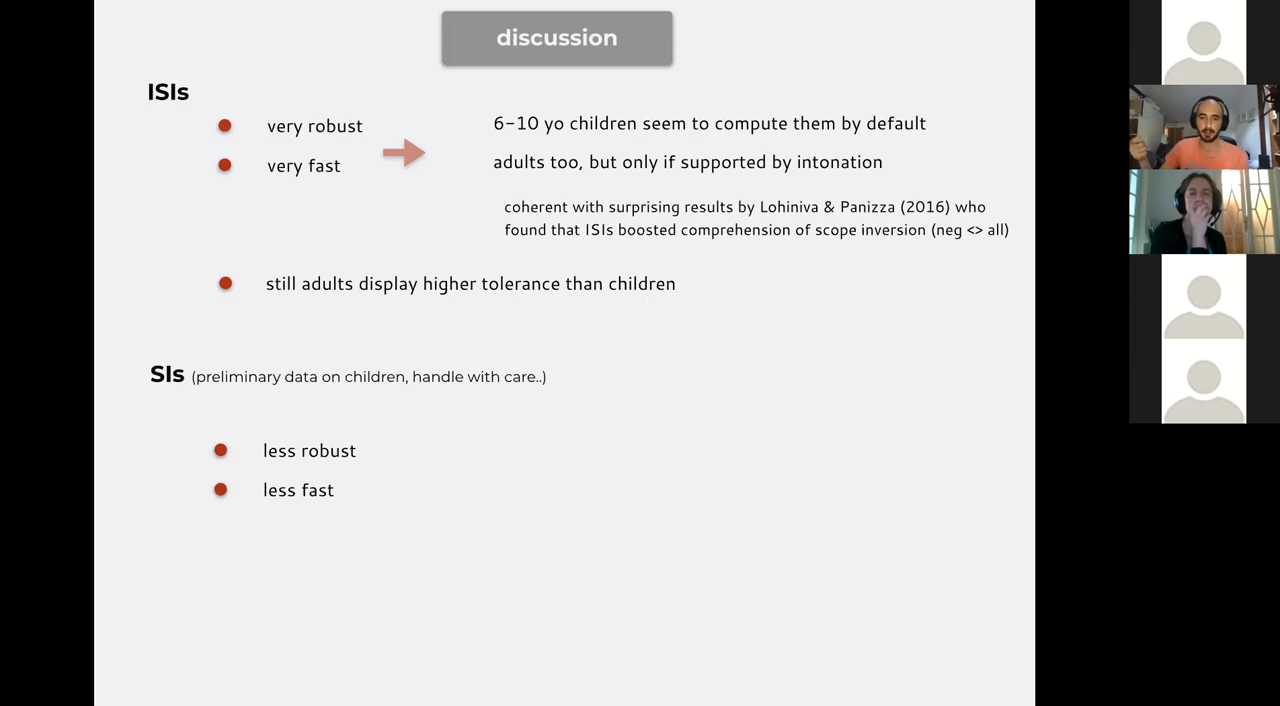 discussion
ISIs
very robust
6-10 yo children seem to compute them by default
very fast
adults too, but only if supported by intonation
coherent with surprising results by Lohiniva & Panizza (2016) who
found that ISIs boosted comprehension of scope inversion (neg <> all)
still adults display higher tolerance than children
SIs (preliminary data on children, handle with care..)
less robust
less fast